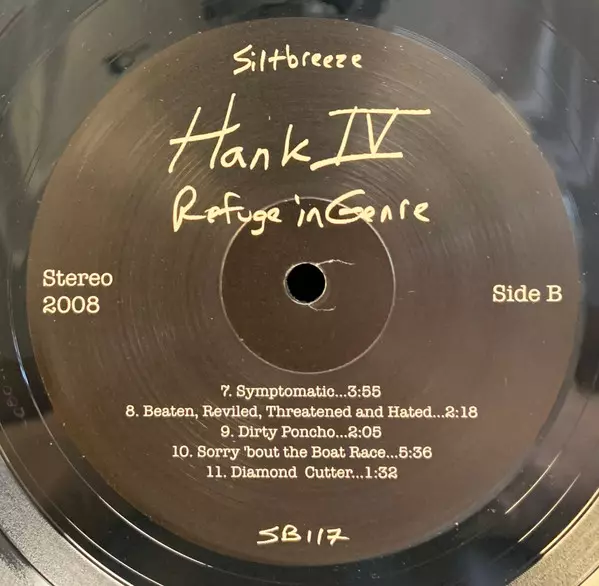 Siltbreeze
Hank IV
Refuge in Genre
Stereo
2008
Side B
7. Symptomatic...3:55
8. Beaten, Reviled, Threatened and Hated...2:18
9. Dirty Poncho...2:05
10. Sorry 'bout the Boat Race...5:36
11. Diamond Cutter...1:32
SB117